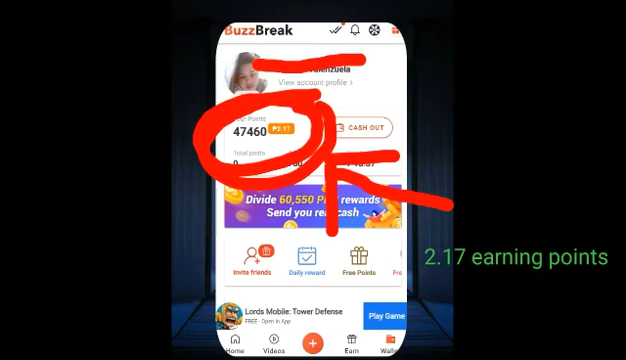 BuzzBreak
View account profile >
Points
47460 ₱2.17
CASH OUT
Total posts
Divide 60,550 rewards
Send you real cash
2.17 earning points
Invite friends
Daily reward
Free Points
Lords Mobile: Tower Defense
FREE - Open in App
Play Game
Home
Videos
Earn